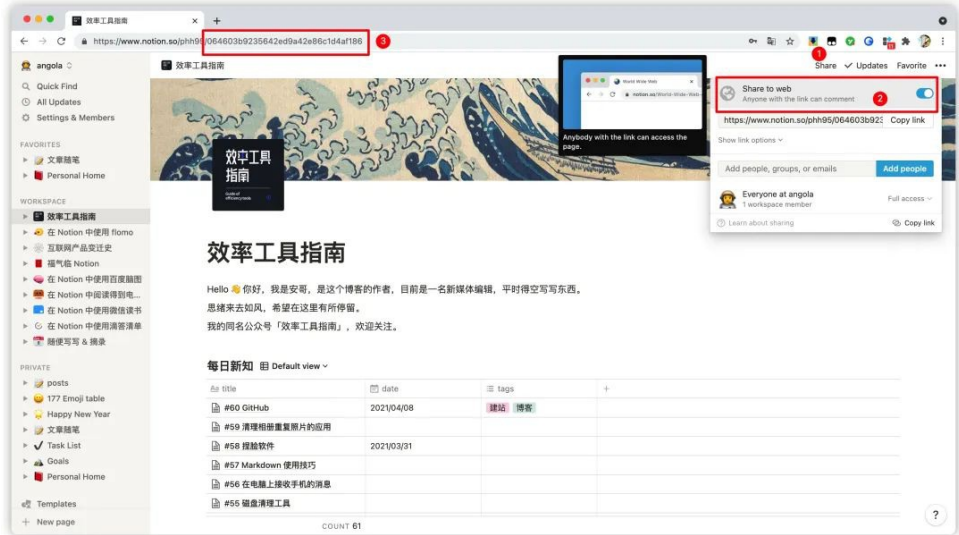 效率工具指南
https://www.notion.so/phh95/064603b9235642ed9a42e86c1d4af186
3
1
angola
效率工具指南
Share
Updates
Favorite
Quick Find
All Updates
Settings & Members
World Wide Web
Anybody with the link can access the page.
Share to web
Anyone with the link can comment
2
https://www.notion.so/phh95/064603b923
Copy link
Show link options
Add people, groups, or emails
Add people
Everyone at angola
1 workspace member
Full access
Learn about sharing
Copy link
FAVORITES
文章随笔
Personal Home
WORKSPACE
效率工具指南
在 Notion 中使用 flomo
互联网产品变迁史
福气临 Notion
在 Notion 中使用百度脑图
在 Notion 中阅读得到电...
在 Notion 中使用微信读书
在 Notion 中使用滴答清单
随便写写 & 摘录
PRIVATE
posts
177 Emoji table
Happy New Year
文章随笔
Task List
Goals
Personal Home
Templates
New page
效率工具
指南
效率工具指南
Hello 👋 你好，我是安哥，是这个博客的作者，目前是一名新媒体编辑，平时得空写写东西。
思绪来去如风，希望在这里有所停留。
我的同名公众号「效率工具指南」，欢迎关注。
每日新知
Default view
Aa title
date
tags
+
#60 GitHub
2021/04/08
建站
博客
#59 清理相册重复照片的应用
#58 捏脸软件
2021/03/31
#57 Markdown 使用技巧
#56 在电脑上接收手机的消息
#55 磁盘清理工具
COUNT 61
?